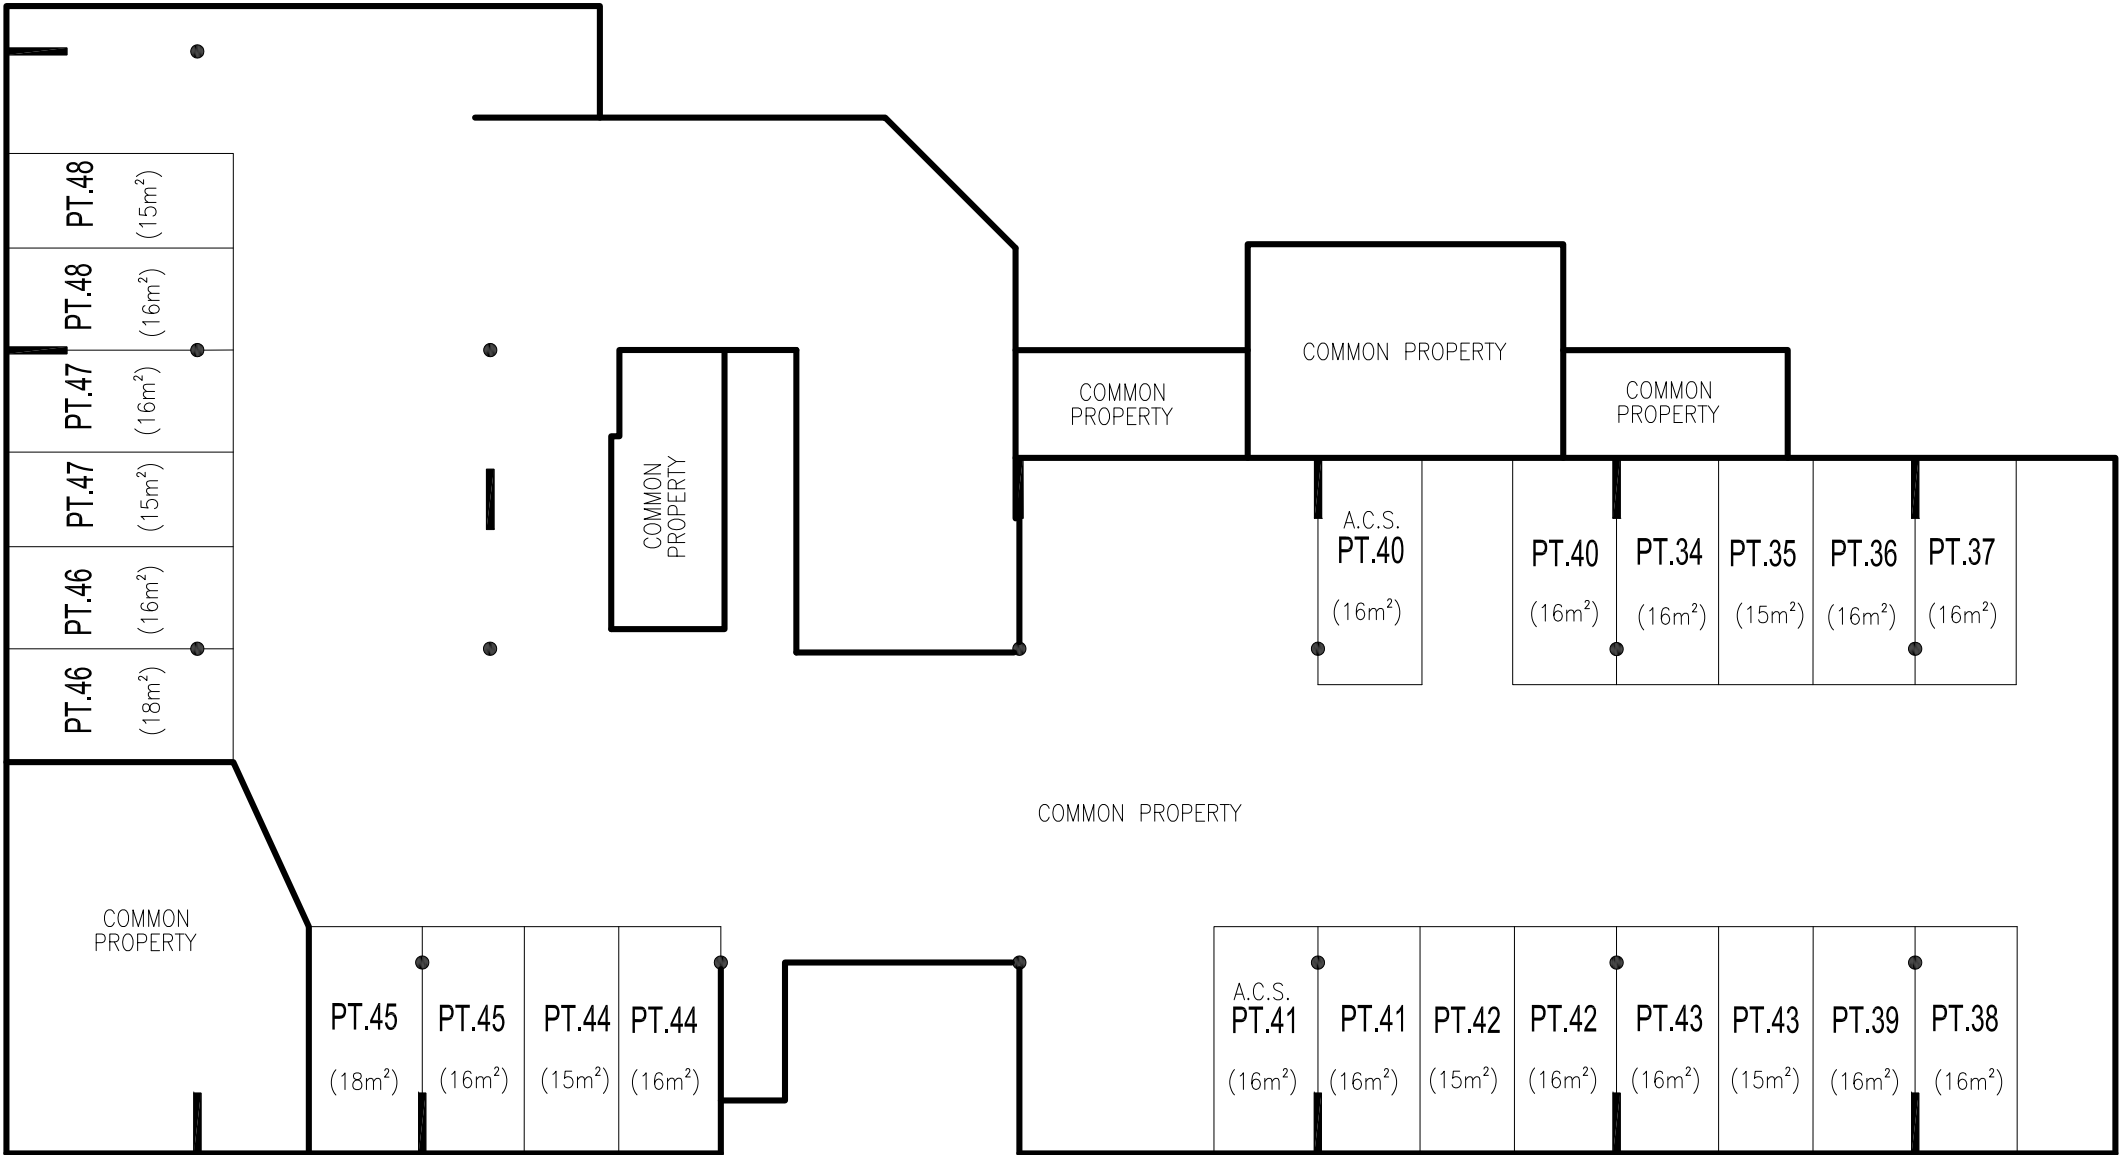 PT.48
(15m²)
PT.48
(16m²)
PT.47
(16m²)
PT.47
(15m²)
PT.46
(16m²)
PT.46
(18m²)
COMMON
PROPERTY
COMMON
PROPERTY
COMMON PROPERTY
COMMON
PROPERTY
COMMON
PROPERTY
A.C.S.
PT.40
(16m²)
PT.40
(16m²)
PT.34
(16m²)
PT.35
(15m²)
PT.36
(16m²)
PT.37
(16m²)
COMMON PROPERTY
PT.45
(18m²)
PT.45
(16m²)
PT.44
(15m²)
PT.44
(16m²)
A.C.S.
PT.41
(16m²)
PT.41
(16m²)
PT.42
(15m²)
PT.42
(16m²)
PT.43
(16m²)
PT.43
(15m²)
PT.39
(16m²)
PT.38
(16m²)